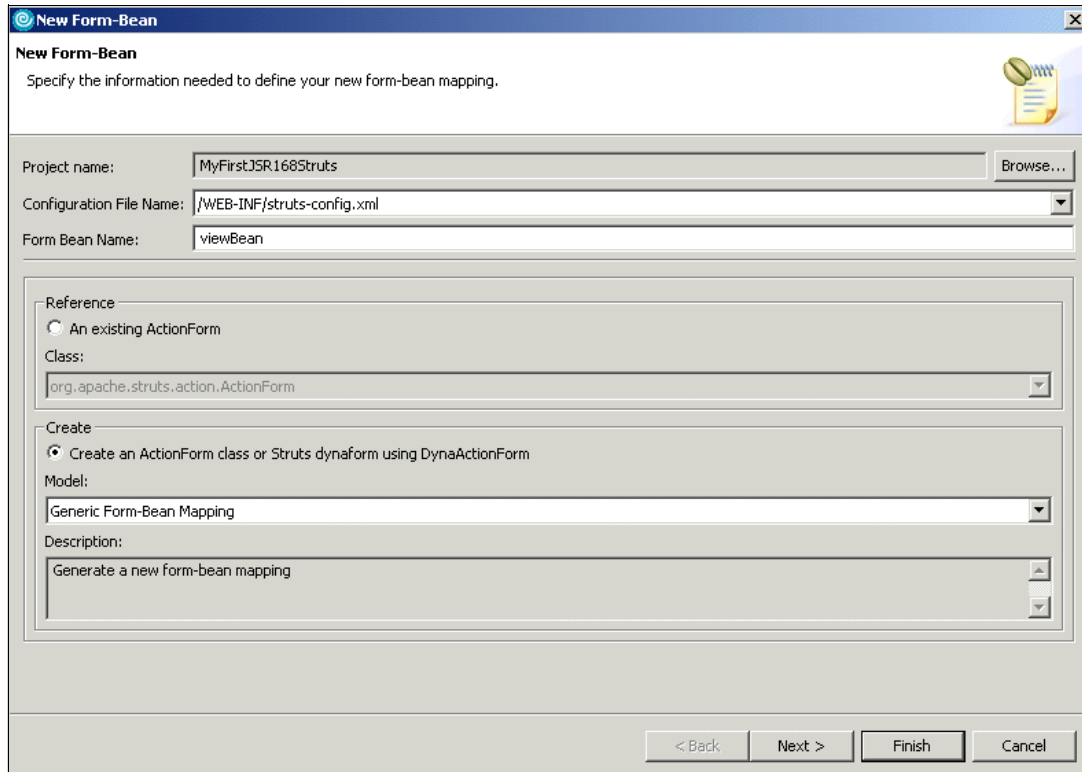 New Form-Bean
New Form-Bean
Specify the information needed to define your new form-bean mapping.
Project name: MyFirstJSR168Struts Browse...
Configuration File Name: /WEB-INF/struts-config.xml
Form Bean Name: viewBean
Reference
An existing ActionForm
Class:
org.apache.struts.action.ActionForm
Create
Create an ActionForm class or Struts dynaform using DynaActionForm
Model:
Generic Form-Bean Mapping
Description:
Generate a new form-bean mapping
< Back Next > Finish Cancel